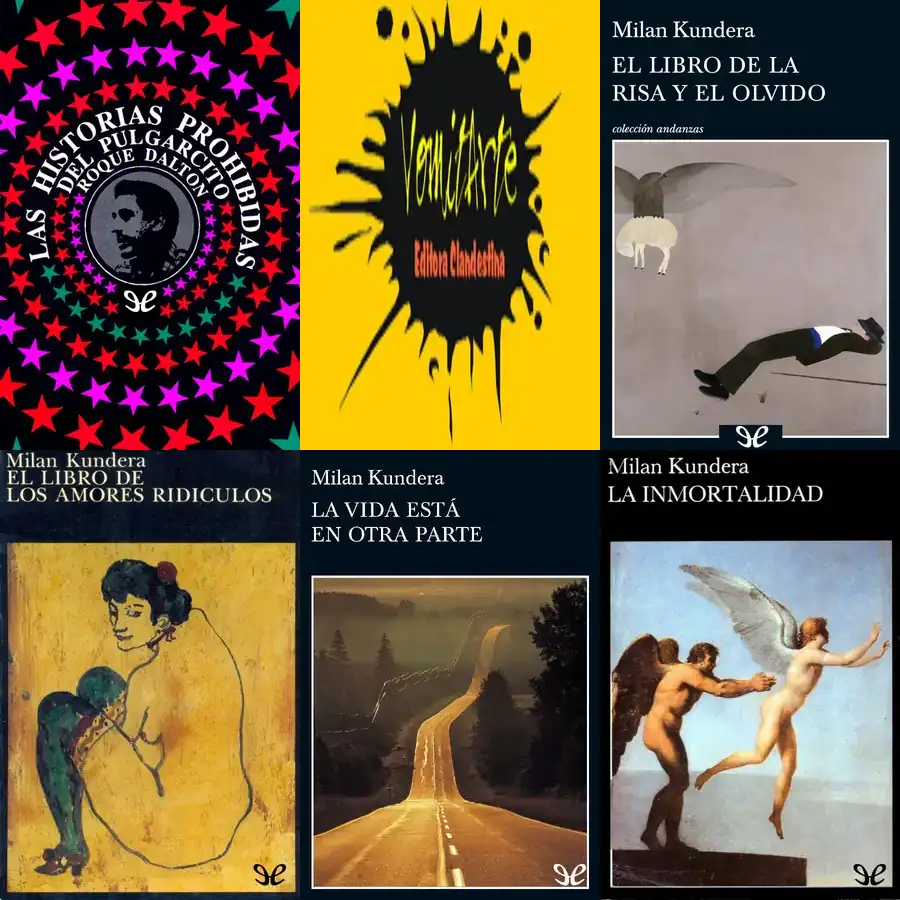 LAS HISTORIAS PROHIBIDAS
DEL PULGARCITO
ROQUE DALTON
VomitArte
Editora Clandestina
Milan Kundera
EL LIBRO DE LA
RISA Y EL OLVIDO
colección andanzas
Milan Kundera
EL LIBRO DE
LOS AMORES RIDICULOS
Milan Kundera
LA VIDA ESTÁ
EN OTRA PARTE
Milan Kundera
LA INMORTALIDAD